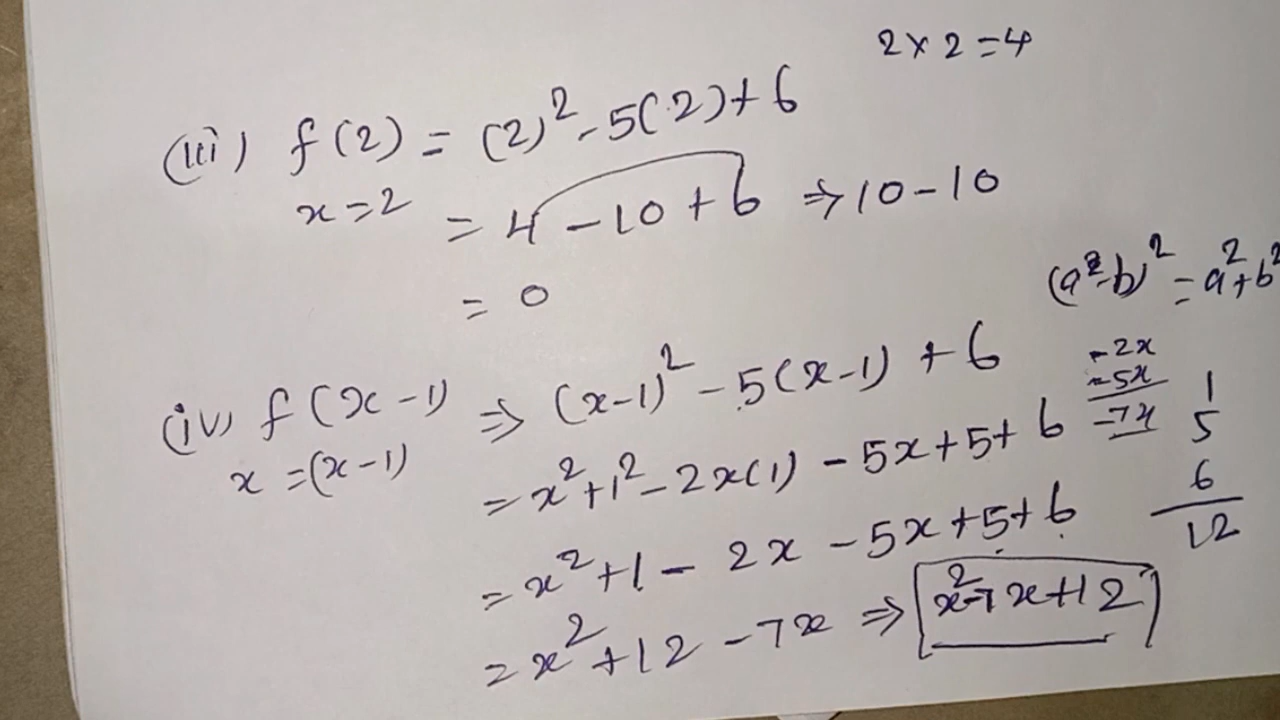 2 × 2 = 4
(iii) f(2) = (2)² - 5(2) + 6
x = 2
= 4 - 10 + 6 ⇒ 10 - 10
= 0
(a²-b)² = a² + b²
(iv) f(x-1) ⇒ (x-1)² - 5(x-1) + 6
x = (x-1)
-2x
-5x
-7x
= x² + 1² - 2x(1) - 5x + 5 + 6
1
5
6
12
= x² + 1 - 2x - 5x + 5 + 6
= x² + 12 - 7x ⇒ x² - 7x + 12